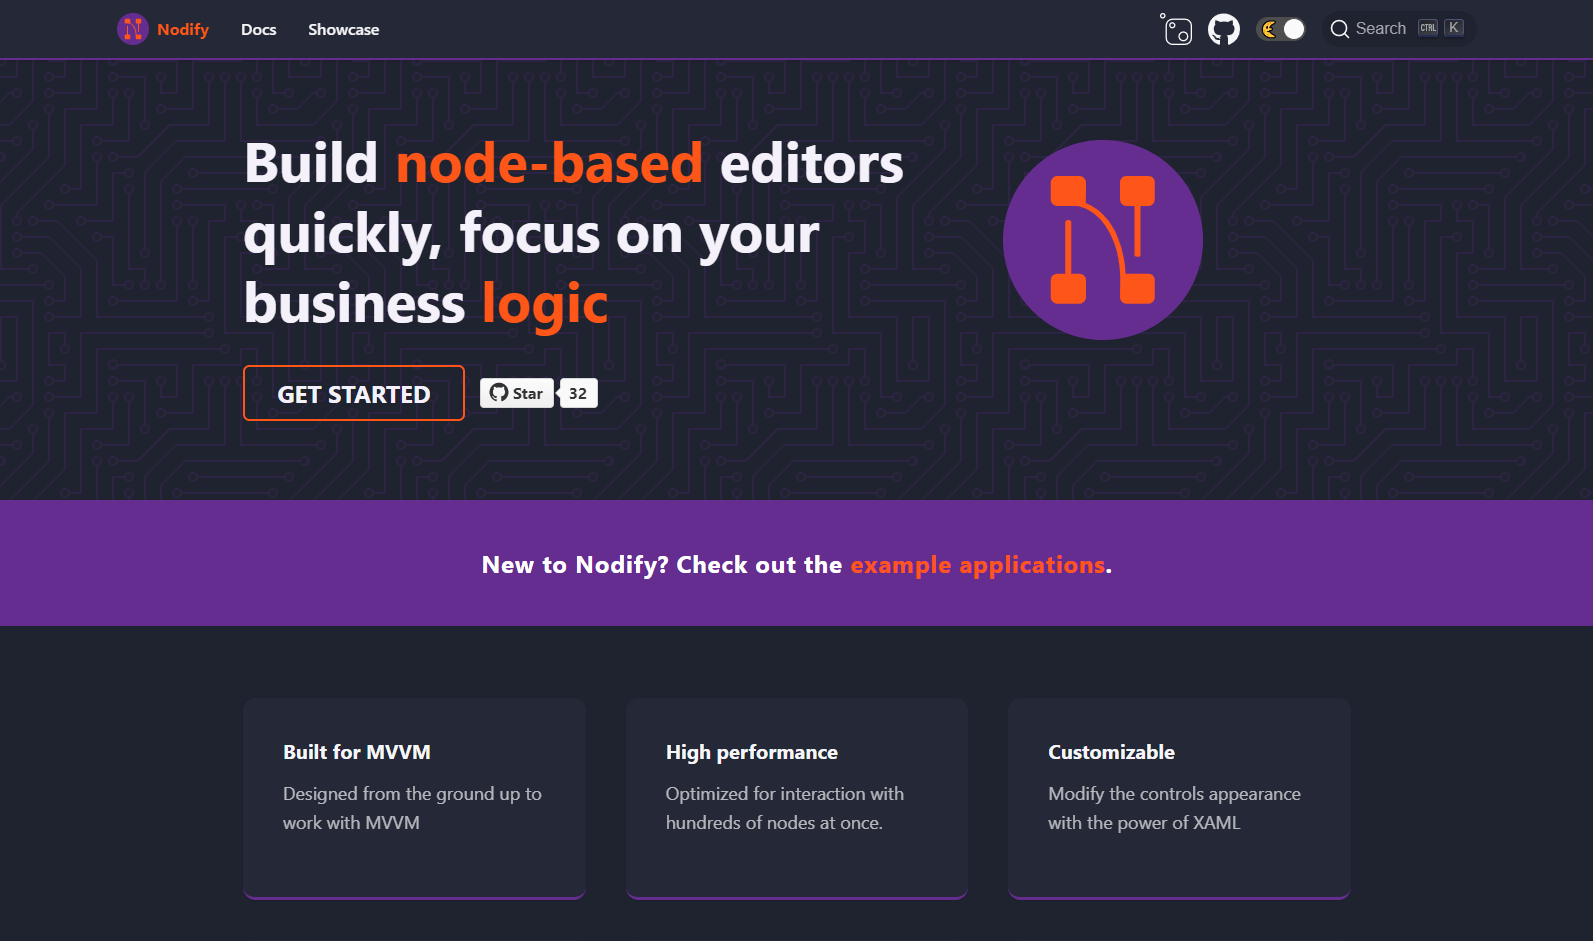 Nodify Docs Showcase Search CTRL K
Build node-based editors
quickly, focus on your
business logic
GET STARTED Star 32
New to Nodify? Check out the example applications.
Built for MVVM
Designed from the ground up to
work with MVVM
High performance
Optimized for interaction with
hundreds of nodes at once.
Customizable
Modify the controls appearance
with the power of XAML